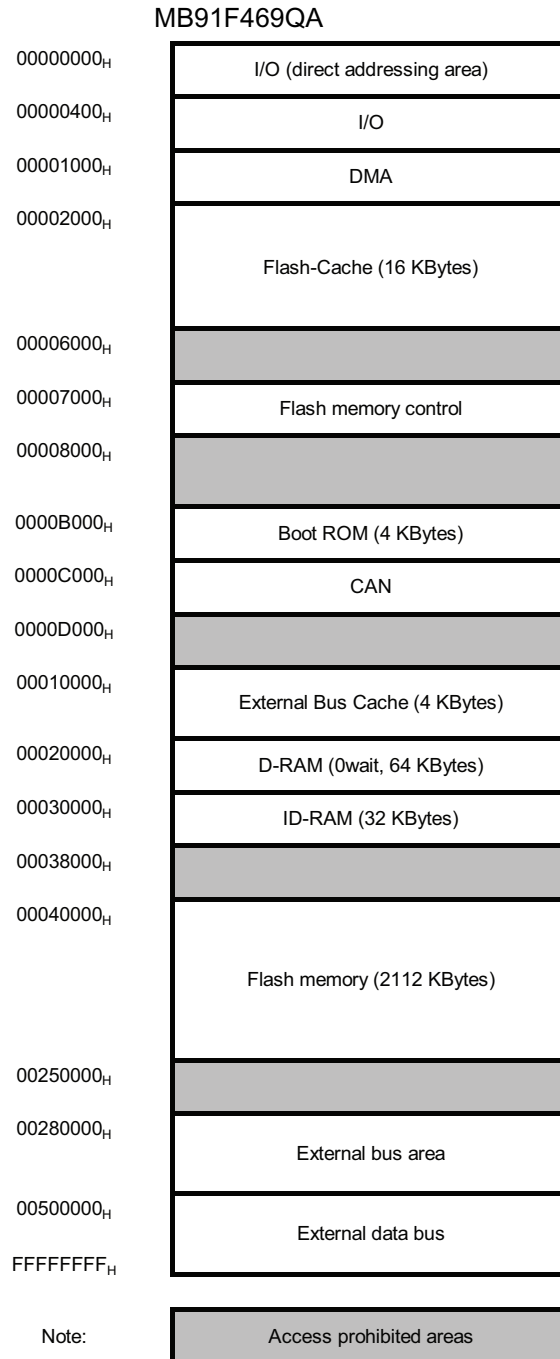 MB91F469QA
00000000H
I/O (direct addressing area)
00000400H
I/O
00001000H
DMA
00002000H
Flash-Cache (16 KBytes)
00006000H
00007000H
Flash memory control
00008000H
0000B000H
Boot ROM (4 KBytes)
0000C000H
CAN
0000D000H
00010000H
External Bus Cache (4 KBytes)
00020000H
D-RAM (0wait, 64 KBytes)
00030000H
ID-RAM (32 KBytes)
00038000H
00040000H
Flash memory (2112 KBytes)
00250000H
00280000H
External bus area
00500000H
External data bus
FFFFFFFFH
Note:
Access prohibited areas